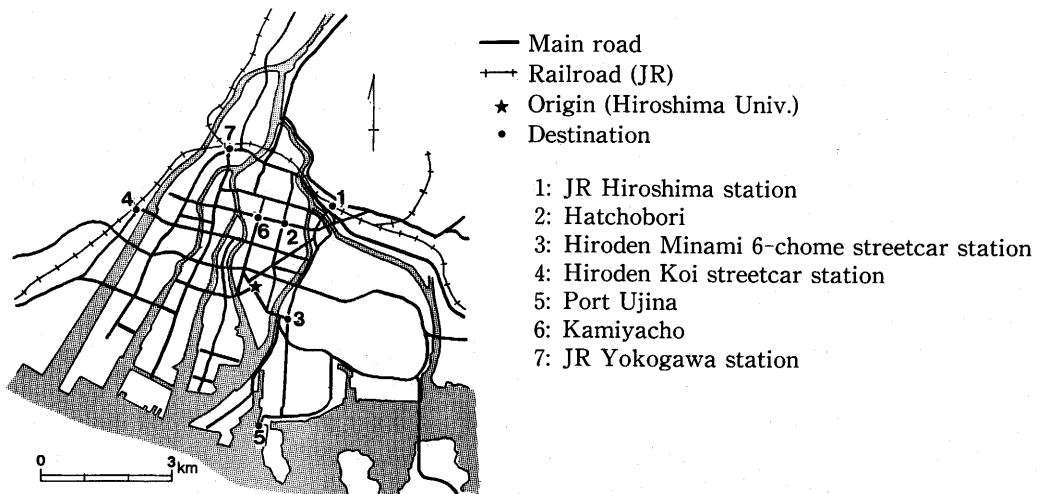 Main road
Railroad (JR)
Origin (Hiroshima Univ.)
Destination
1: JR Hiroshima station
2: Hatchobori
3: Hiroden Minami 6-chome streetcar station
4: Hiroden Koi streetcar station
5: Port Ujina
6: Kamiyacho
7: JR Yokogawa station
7
4
1
6
2
3
5
0 3km